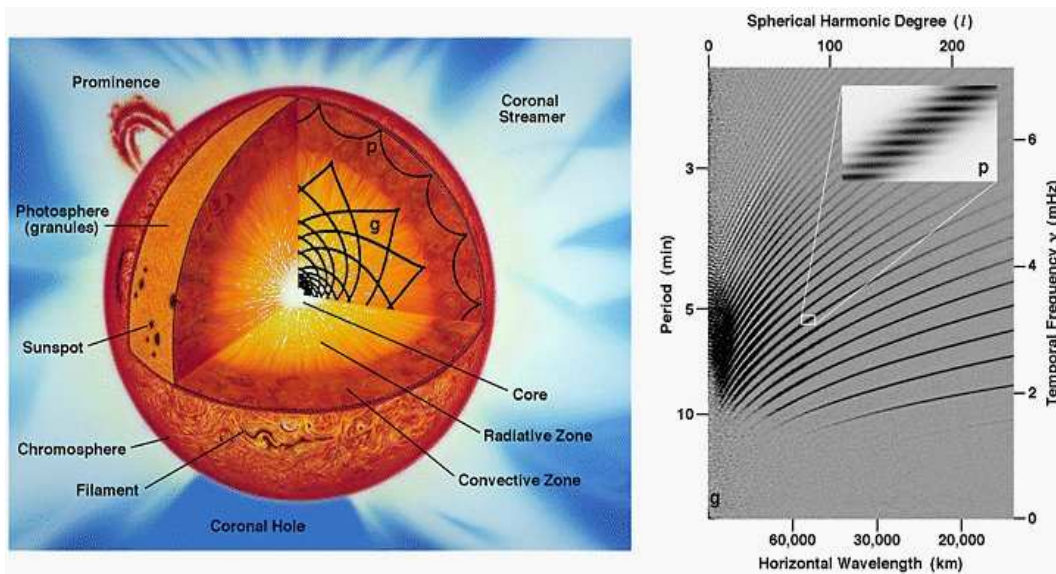 Prominence
Coronal
Streamer
p
Photosphere
(granules)
g
Sunspot
Core
Radiative Zone
Chromosphere
Convective Zone
Filament
Coronal Hole
Spherical Harmonic Degree (l)
0 100 200
p
Period (min)
3
5
10
Temporal Frequency ν (mHz)
6
4
2
0
g
60,000 30,000 20,000
Horizontal Wavelength (km)